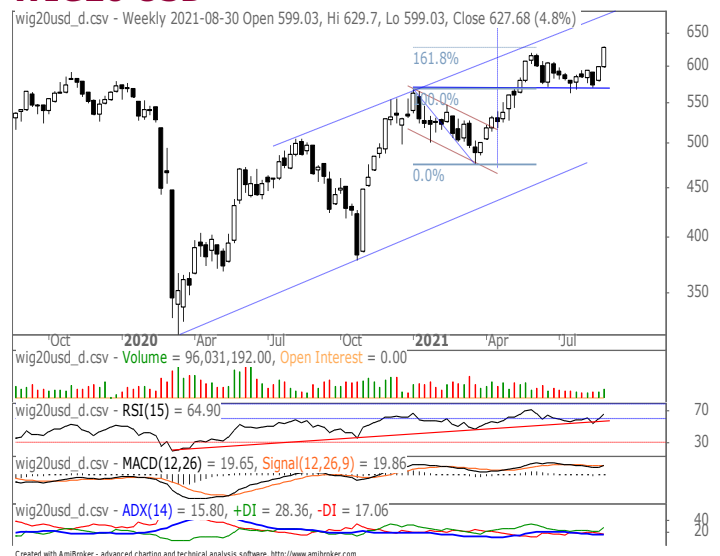 WIG20 USD
wig20usd_d.csv - Weekly 2021-08-30 Open 599.03, Hi 629.7, Lo 599.03, Close 627.68 (4.8%)
650
161.8%
600
100.0%
550
500
0.0%
450
400
350
Oct 2020 Apr Jul Oct 2021 Apr Jul
wig20usd_d.csv - Volume = 96,031,192.00, Open Interest = 0.00
wig20usd_d.csv - RSI(15) = 64.90
70
30
wig20usd_d.csv - MACD(12,26) = 19.65, Signal(12,26,9) = 19.86
wig20usd_d.csv - ADX(14) = 15.80, +DI = 28.36, -DI = 17.06
40
20
Created with AmiBroker - advanced charting and technical analysis software. http://www.amibroker.com